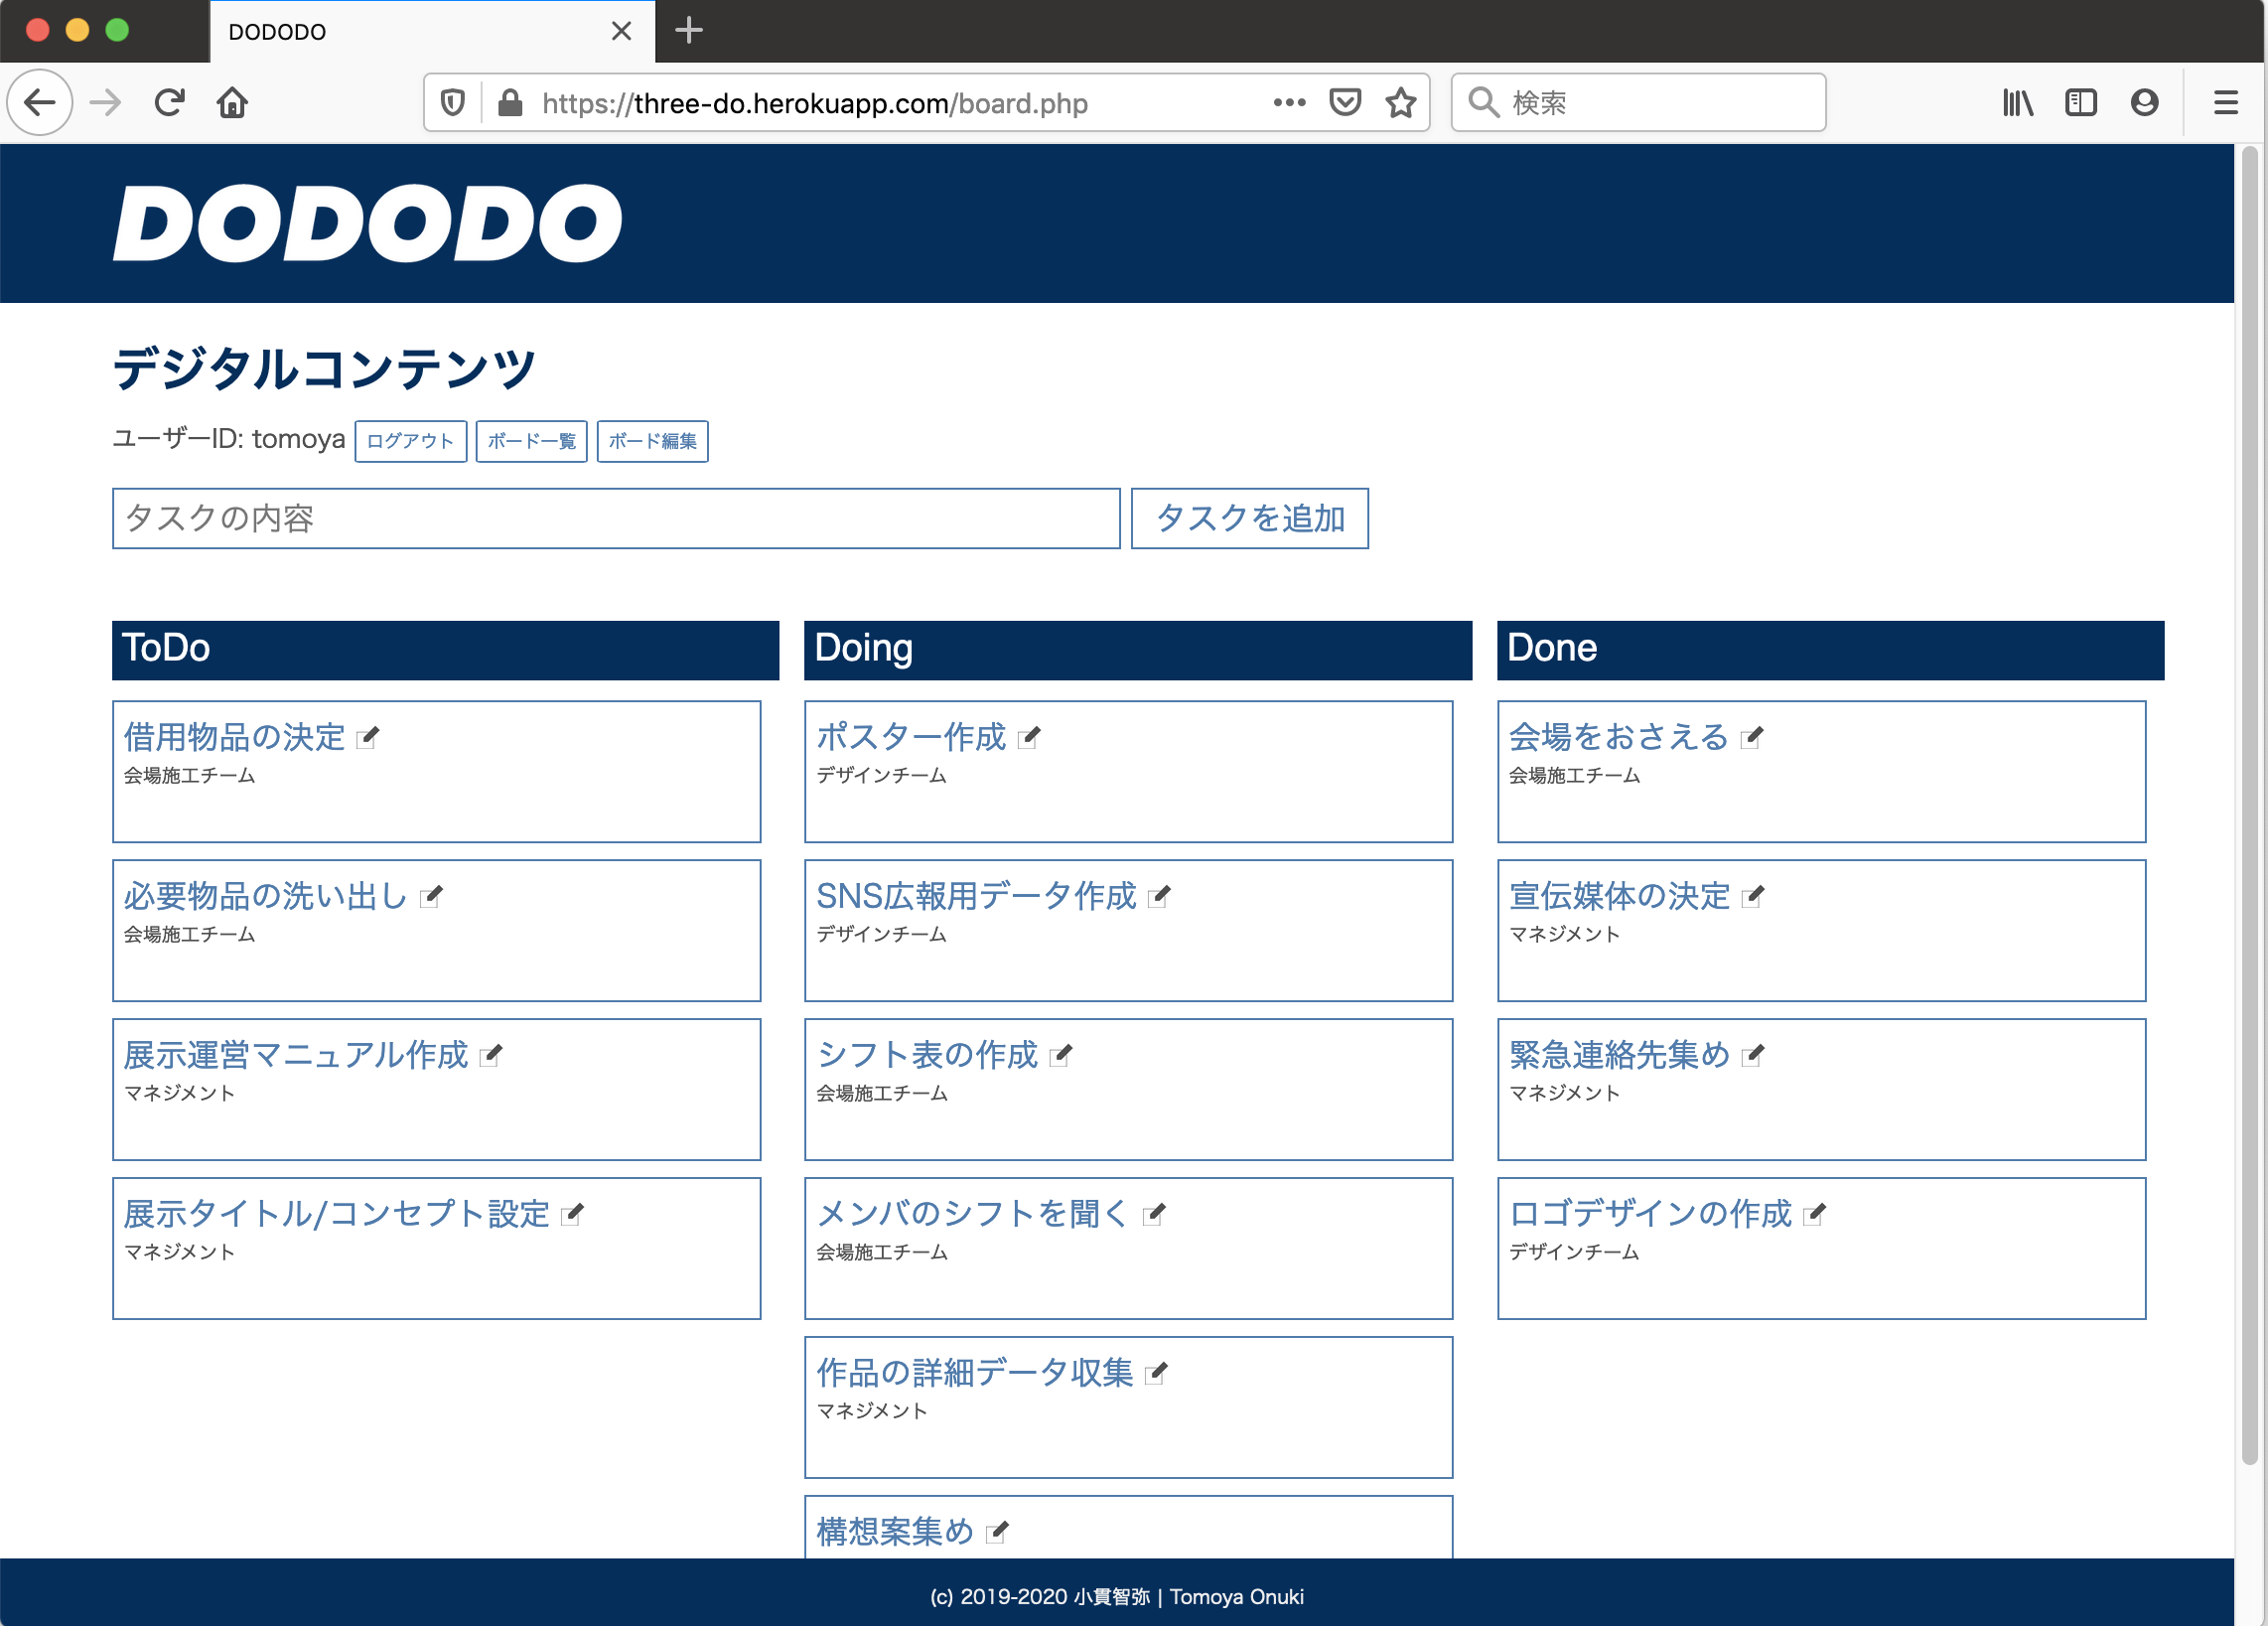 DODODO
https://three-do.herokuapp.com/board.php
検索
DODODO
デジタルコンテンツ
ユーザーID: tomoya ログアウト ボード一覧 ボード編集
タスクの内容 タスクを追加
ToDo
借用物品の決定
会場施工チーム
必要物品の洗い出し
会場施工チーム
展示運営マニュアル作成
マネジメント
展示タイトル/コンセプト設定
マネジメント
Doing
ポスター作成
デザインチーム
SNS広報用データ作成
デザインチーム
シフト表の作成
会場施工チーム
メンバのシフトを聞く
会場施工チーム
作品の詳細データ収集
マネジメント
構想案集め
Done
会場をおさえる
会場施工チーム
宣伝媒体の決定
マネジメント
緊急連絡先集め
マネジメント
ロゴデザインの作成
デザインチーム
(c) 2019-2020 小貫智弥 | Tomoya Onuki